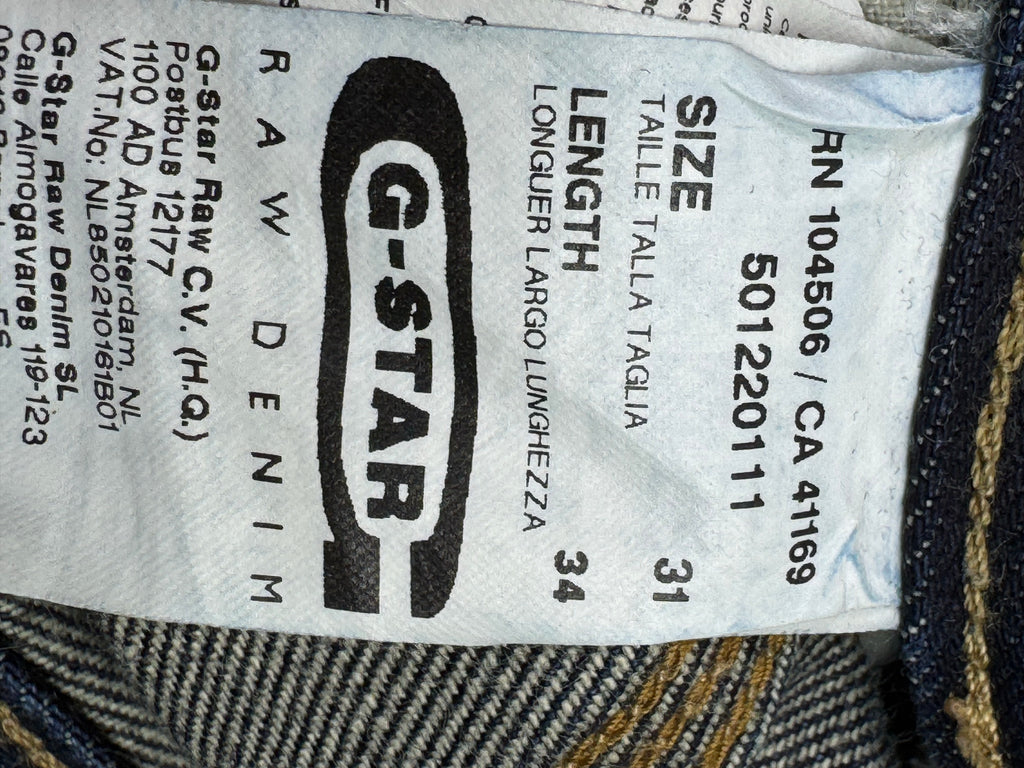 RN 104506 / CA 41169
501220111
SIZE 31
TAILLE TALLA TAGLIA
LENGTH 34
LONGUER LARGO LUNGHEZZA
G-STAR
RAW DENIM
G-Star Raw C.V. (H.Q.)
Postbus 12177
1100 AD Amsterdam, NL
VAT.No: NL850210161B01
G-Star Raw Denim SL
Calle Almogavares 119-123